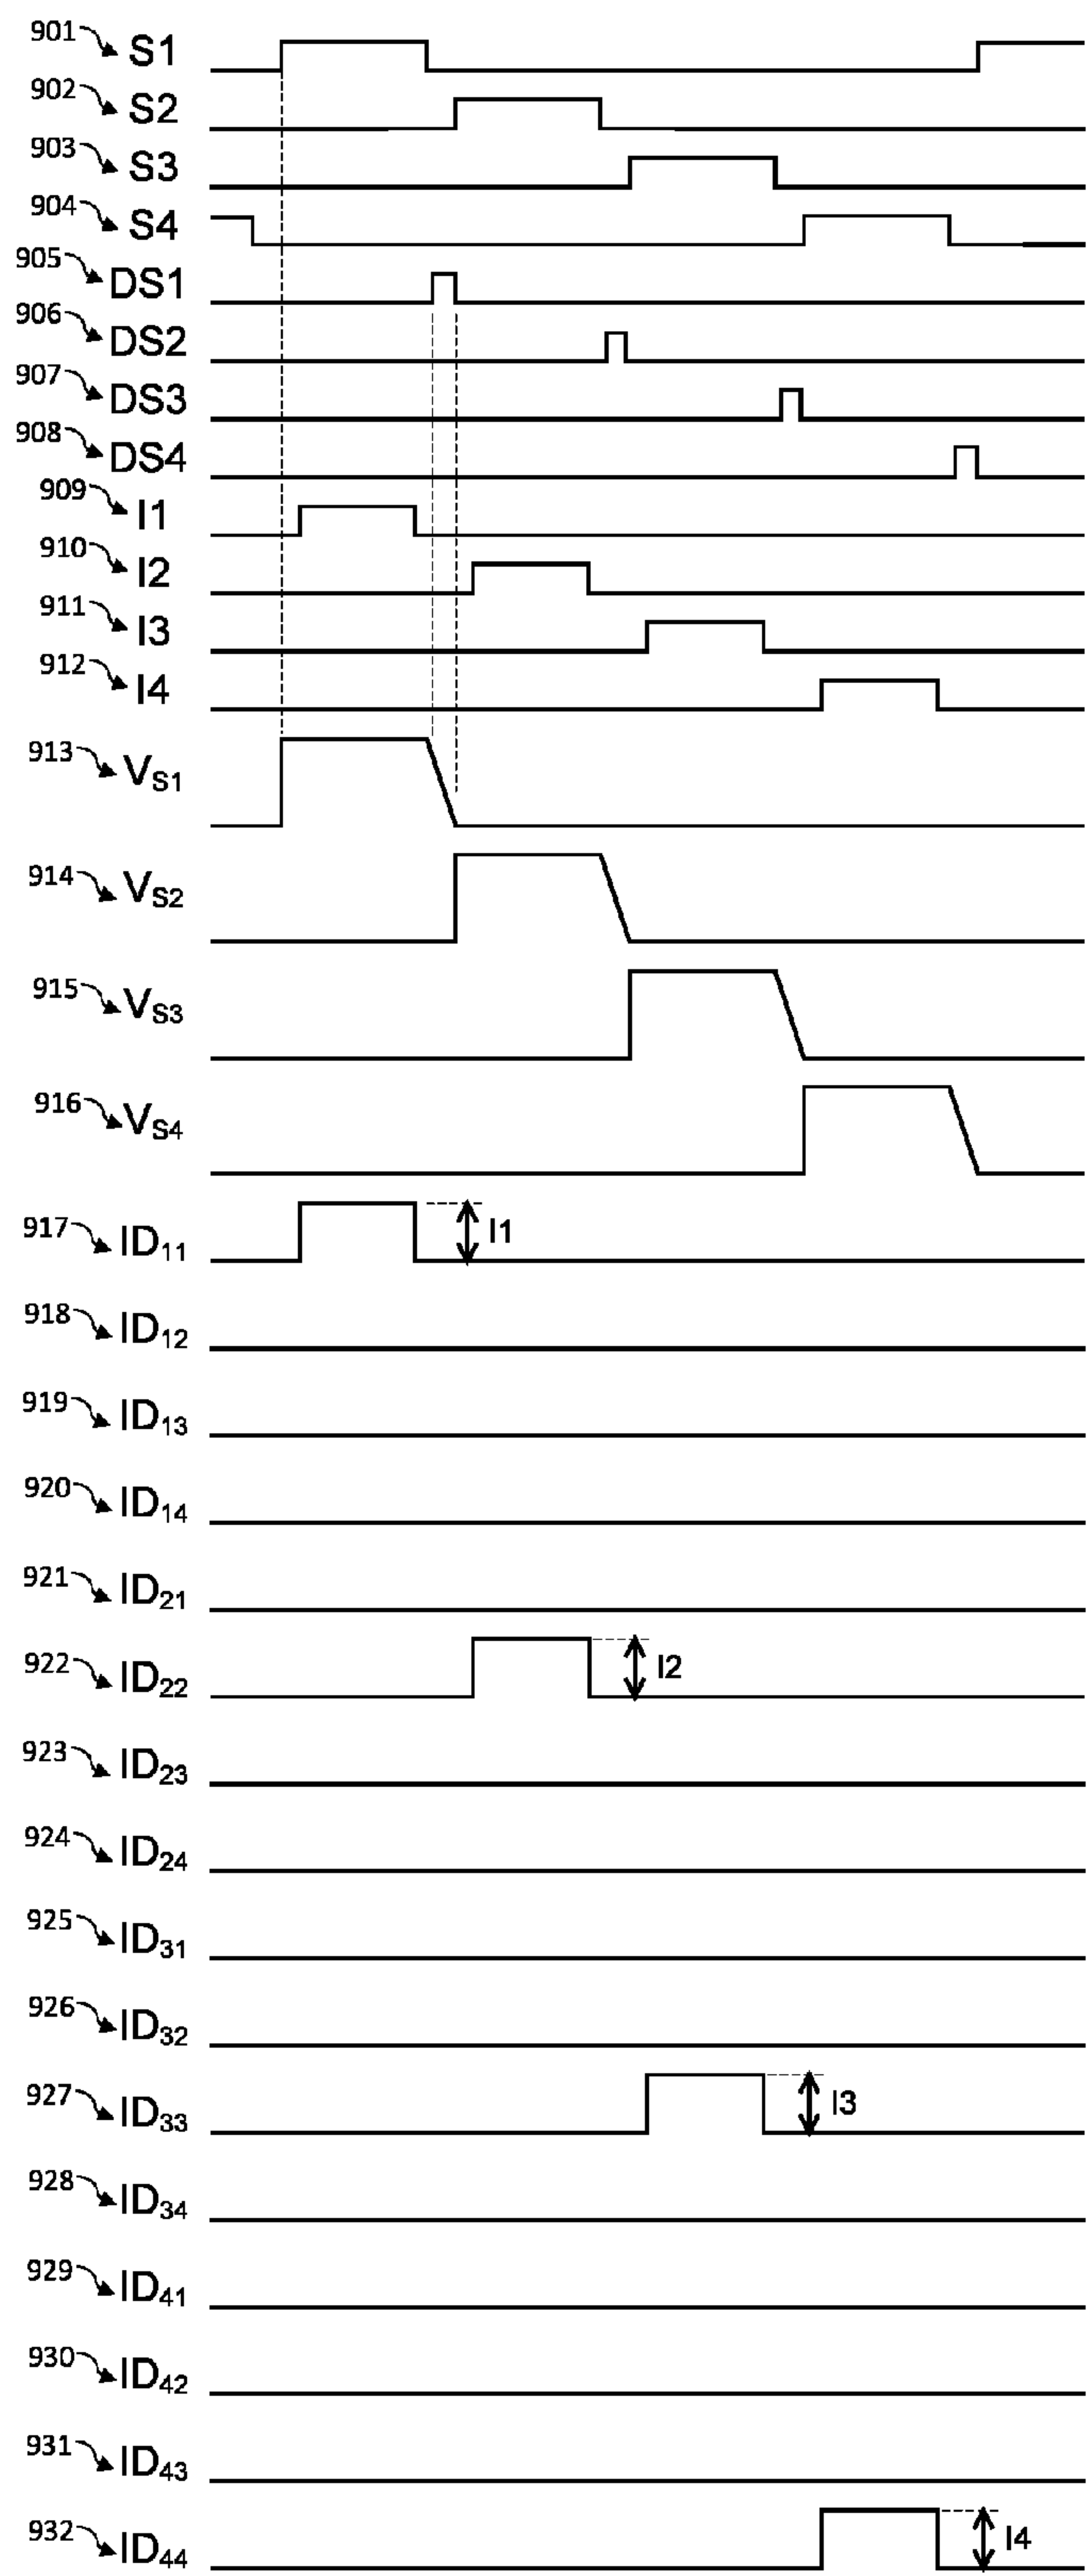 901 S1
902 S2
903 S3
904 S4
905 DS1
906 DS2
907 DS3
908 DS4
909 I1
910 I2
911 I3
912 I4
913 VS1
914 VS2
915 VS3
916 VS4
917 ID11 I1
918 ID12
919 ID13
920 ID14
921 ID21
922 ID22 I2
923 ID23
924 ID24
925 ID31
926 ID32
927 ID33 I3
928 ID34
929 ID41
930 ID42
931 ID43
932 ID44 I4